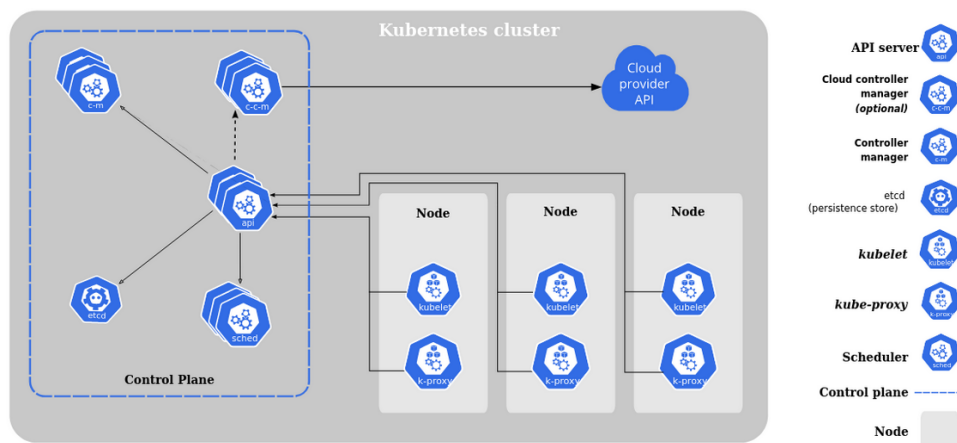 Kubernetes cluster
c-m
c-c-m
Cloud
provider
API
api
etcd
sched
Control Plane
Node
kubelet
k-proxy
Node
kubelet
k-proxy
Node
kubelet
k-proxy
API server
api
Cloud controller
manager
(optional)
c-c-m
Controller
manager
c-m
etcd
(persistence store)
etcd
kubelet
kubelet
kube-proxy
k-proxy
Scheduler
sched
Control plane
Node